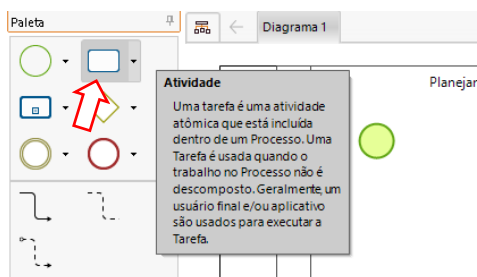 Paleta
Diagrama 1
Atividade
Planejar
Uma tarefa é uma atividade
atômica que está incluída
dentro de um Processo. Uma
Tarefa é usada quando o
trabalho no Processo não é
descomposto. Geralmente, um
usuário final e/ou aplicativo
são usados para executar a
Tarefa.